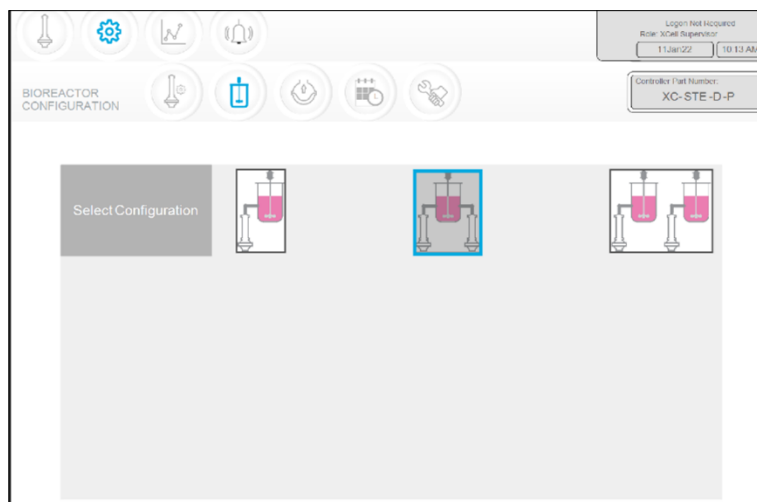 Logon Not Required
Role: XCell Supervisor
11Jan22
10:13 AM
BIOREACTOR
CONFIGURATION
Controller Part Number:
XC-STE-D-P
Select Configuration